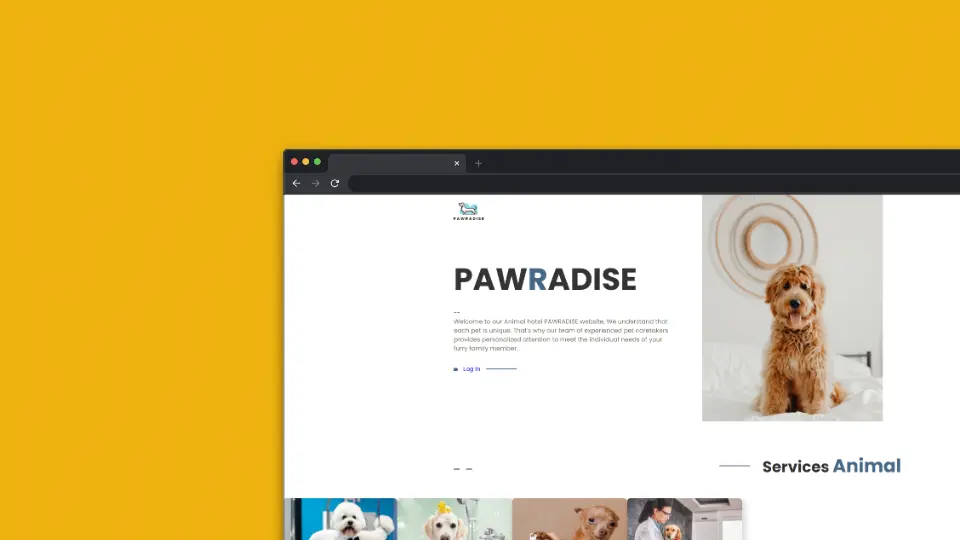 PAWRADISE
PAWRADISE
--
Welcome to our Animal hotel PAWRADISE website, We understand that
each pet is unique. That's why our team of experienced pet caretakers
provides personalized attention to meet the individual needs of your
furry family member.
Log In
Services Animal